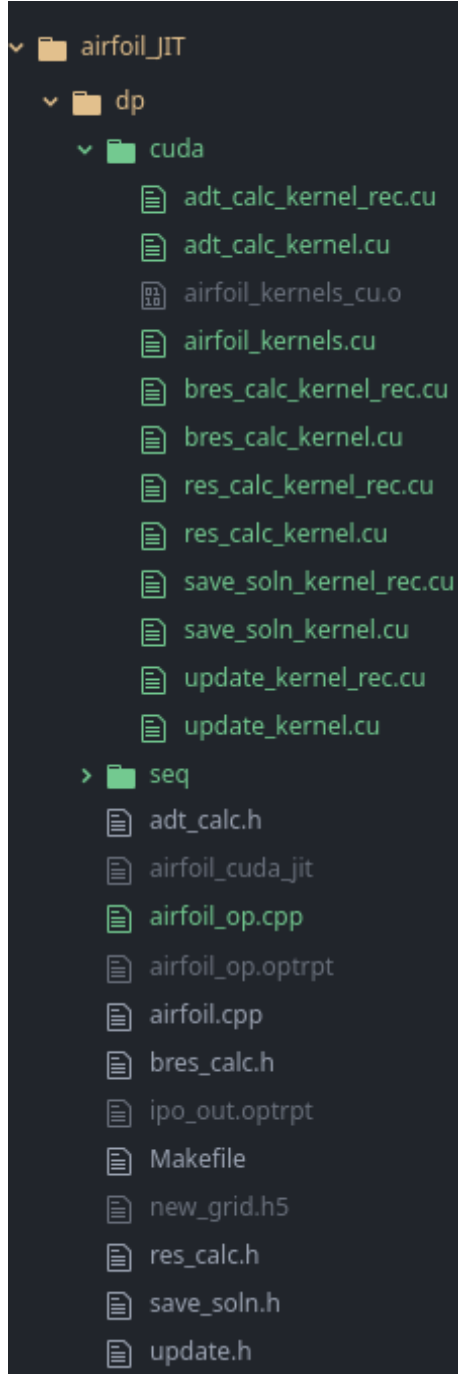 airfoil_JIT
dp
cuda
adt_calc_kernel_rec.cu
adt_calc_kernel.cu
airfoil_kernels_cu.o
airfoil_kernels.cu
bres_calc_kernel_rec.cu
bres_calc_kernel.cu
res_calc_kernel_rec.cu
res_calc_kernel.cu
save_soln_kernel_rec.cu
save_soln_kernel.cu
update_kernel_rec.cu
update_kernel.cu
seq
adt_calc.h
airfoil_cuda_jit
airfoil_op.cpp
airfoil_op.optrpt
airfoil.cpp
bres_calc.h
ipo_out.optrpt
Makefile
new_grid.h5
res_calc.h
save_soln.h
update.h